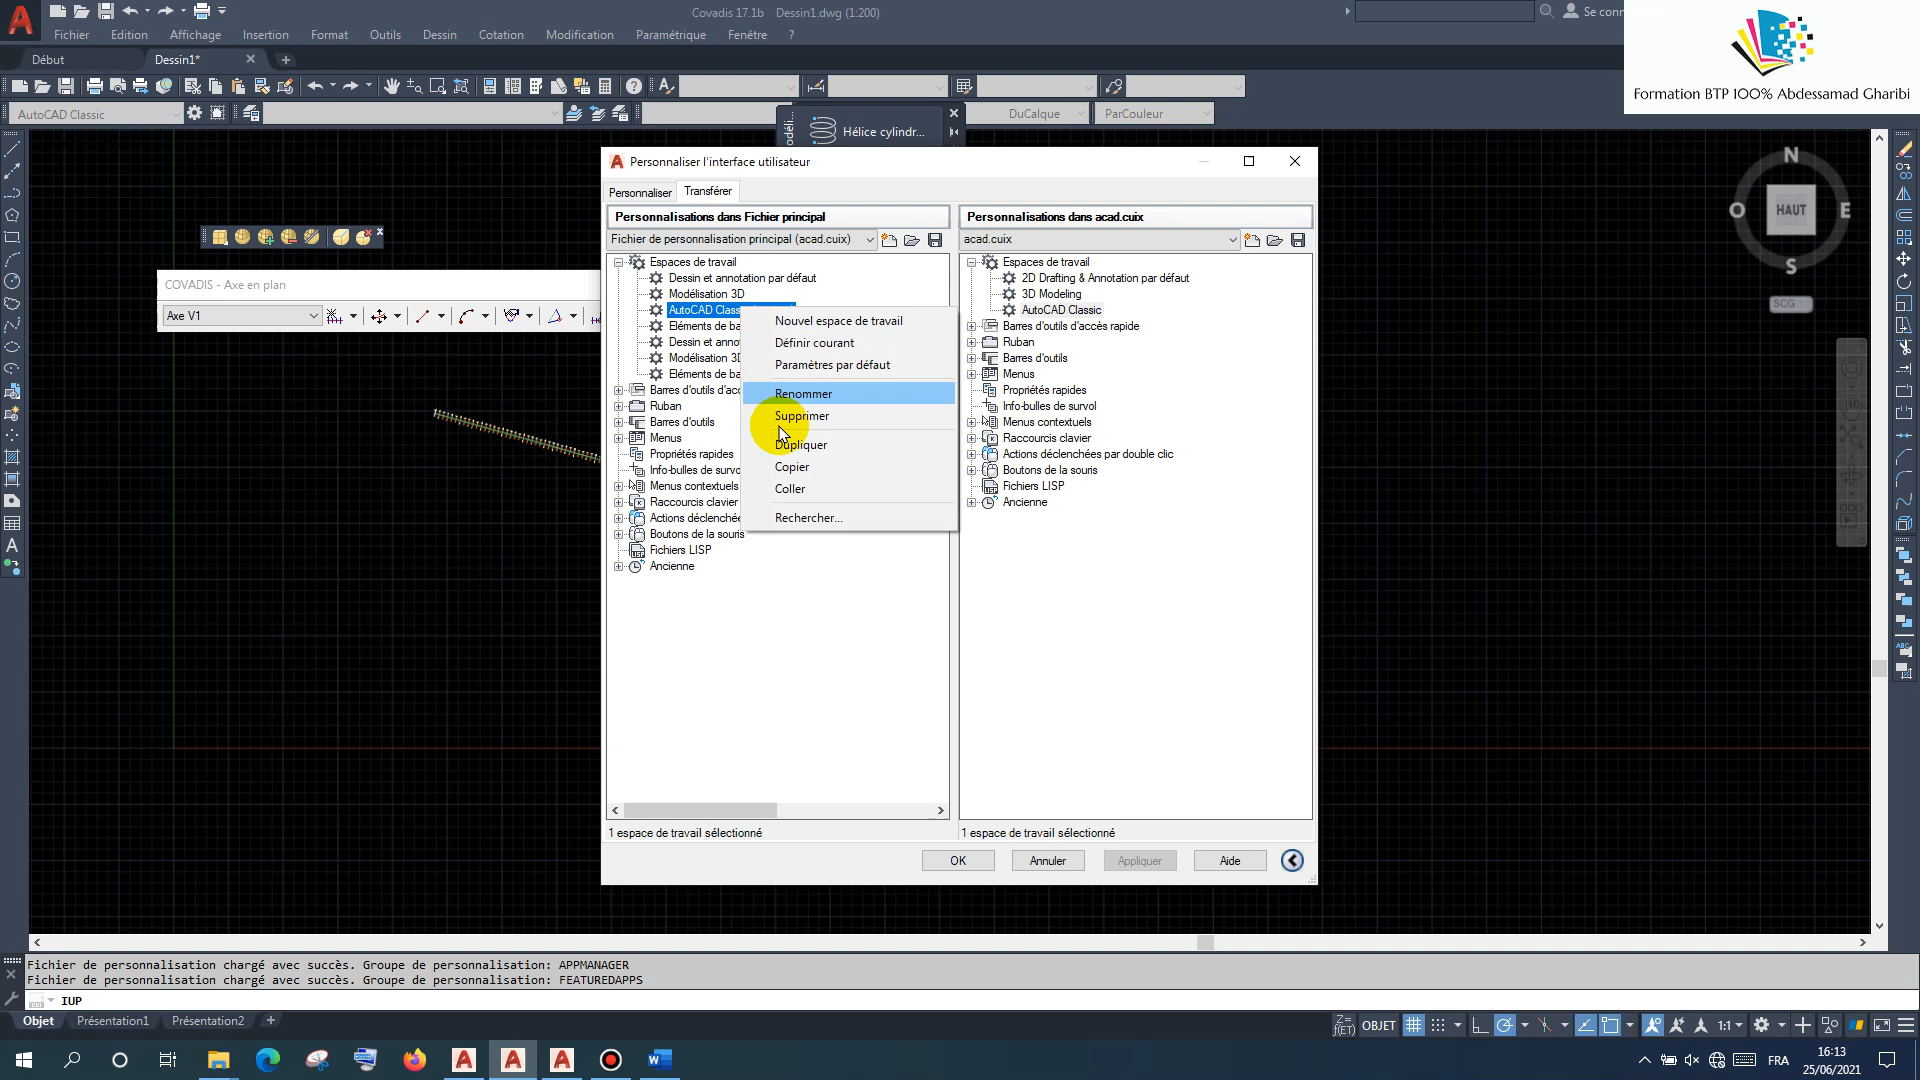 Covadis 17.1b    Dessin1.dwg (1:200)
Fichier Edition Affichage Insertion Format Outils Dessin Cotation Modification Paramétrique Fenêtre ?
Formation BTP 100% Abdessamad Gharibi
Début Dessin1*
AutoCAD Classic DuCalque ParCouleur
Hélice cylindr...
N
O HAUT E
S
SCG
COVADIS - Axe en plan
Axe V1
Personnaliser l'interface utilisateur
Personnaliser Transférer
Personnalisations dans Fichier principal
Fichier de personnalisation principal (acad.cuix)
Espaces de travail
Dessin et annotation par défaut
Modélisation 3D
AutoCAD Class
Eléments de ba
Dessin et anno
Modélisation 3D
Eléments de ba
Barres d'outils d'acc
Ruban
Barres d'outils
Menus
Propriétés rapides
Info-bulles de survo
Menus contextuels
Raccourcis clavier
Actions déclenchée
Boutons de la souris
Fichiers LISP
Ancienne
1 espace de travail sélectionné
Nouvel espace de travail
Définir courant
Paramètres par défaut
Renommer
Supprimer
Dupliquer
Copier
Coller
Rechercher...
Personnalisations dans acad.cuix
acad.cuix
Espaces de travail
2D Drafting & Annotation par défaut
3D Modeling
AutoCAD Classic
Barres d'outils d'accès rapide
Ruban
Barres d'outils
Menus
Propriétés rapides
Info-bulles de survol
Menus contextuels
Raccourcis clavier
Actions déclenchées par double clic
Boutons de la souris
Fichiers LISP
Ancienne
1 espace de travail sélectionné
OK Annuler Appliquer Aide
Fichier de personnalisation chargé avec succès. Groupe de personnalisation: APPMANAGER
Fichier de personnalisation chargé avec succès. Groupe de personnalisation: FEATUREDAPPS
IUP
Objet Présentation1 Présentation2
OBJET 1:1
FRA
16:13
25/06/2021